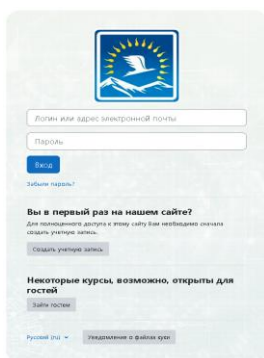 Логин или адрес электронной почты
Пароль
Вход
Забыли пароль?
Вы в первый раз на нашем сайте?
Для полноценного доступа к этому сайту Вам необходимо сначала
создать учетную запись.
Создать учетную запись
Некоторые курсы, возможно, открыты для
гостей
Зайти гостем
Русский (ru)
Уведомление о файлах куки